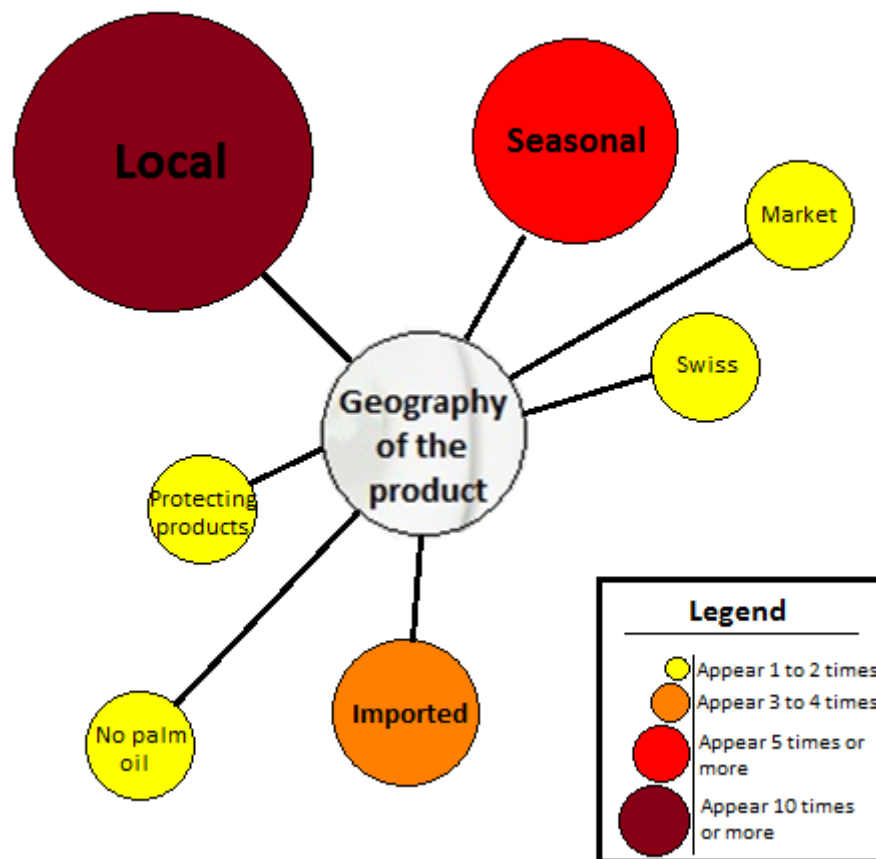 Local
Seasonal
Market
Swiss
Geography
of the
product
Protecting
products
No palm
oil
Imported
Legend
Appear 1 to 2 times
Appear 3 to 4 times
Appear 5 times or
more
Appear 10 times
or more